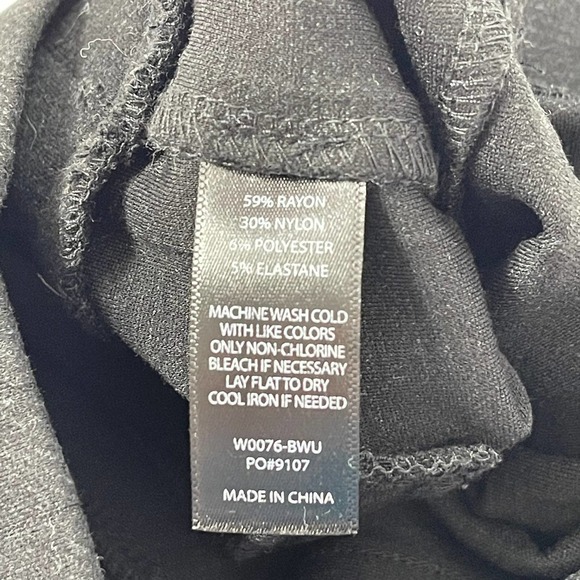 59% RAYON
30% NYLON
6% POLYESTER
5% ELASTANE
MACHINE WASH COLD
WITH LIKE COLORS
ONLY NON-CHLORINE
BLEACH IF NECESSARY
LAY FLAT TO DRY
COOL IRON IF NEEDED
W0076-BWU
PO#9107
MADE IN CHINA